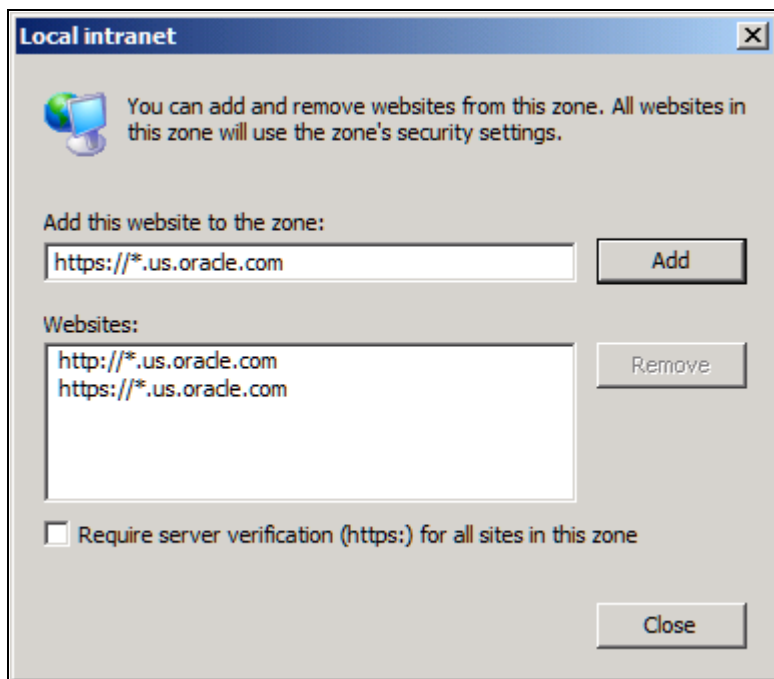 Local intranet
You can add and remove websites from this zone. All websites in
this zone will use the zone's security settings.
Add this website to the zone:
https://*.us.oracle.com
Add
Websites:
http://*.us.oracle.com
https://*.us.oracle.com
Remove
Require server verification (https:) for all sites in this zone
Close